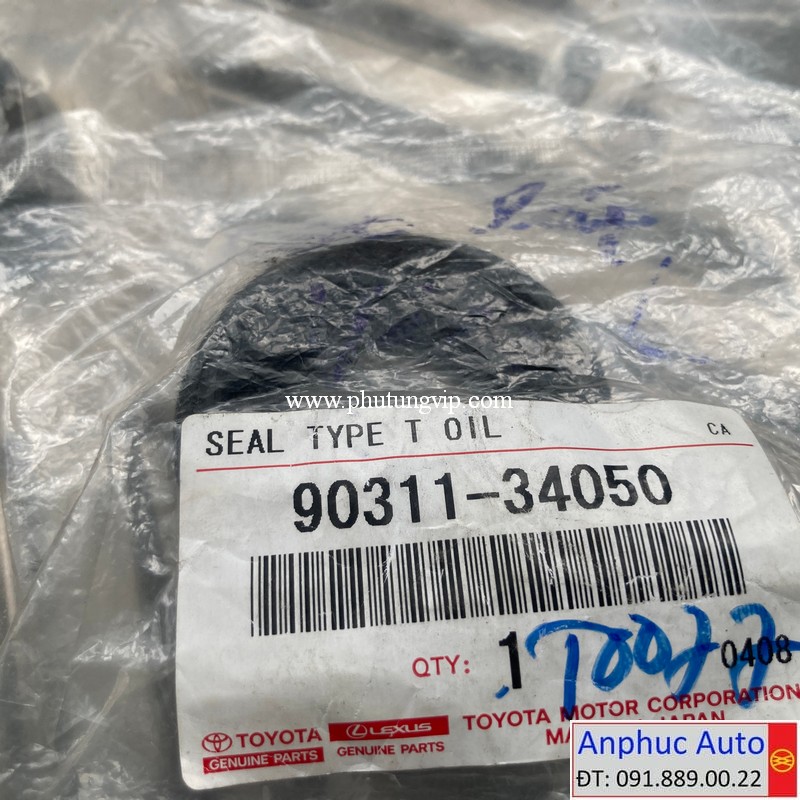 www.phutungvip.com
SEAL TYPE T OIL
CA
90311-34050
QTY: 1
0408
TOYOTA
GENUINE PARTS
LEXUS
GENUINE PARTS
TOYOTA MOTOR CORPORATION
JAPAN
Anphuc Auto
ĐT: 091.889.00.22